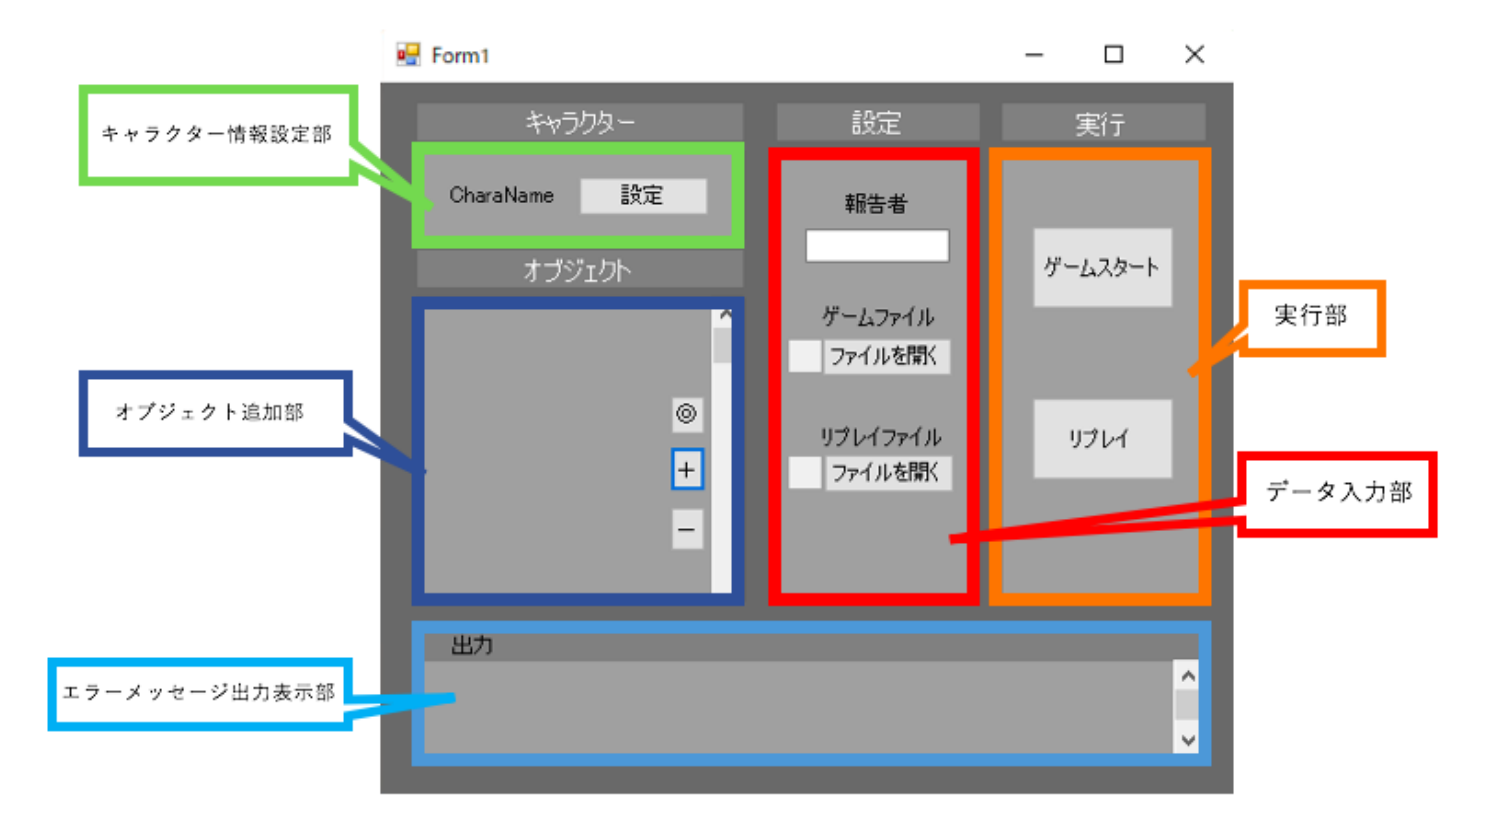 Form1
キャラクター情報設定部
キャラクター
設定
実行
CharaName
設定
報告者
オブジェクト
ゲームスタート
ゲームファイル
ファイルを開く
実行部
オブジェクト追加部
◎
+
−
リプレイファイル
ファイルを開く
リプレイ
データ入力部
出力
エラーメッセージ出力表示部